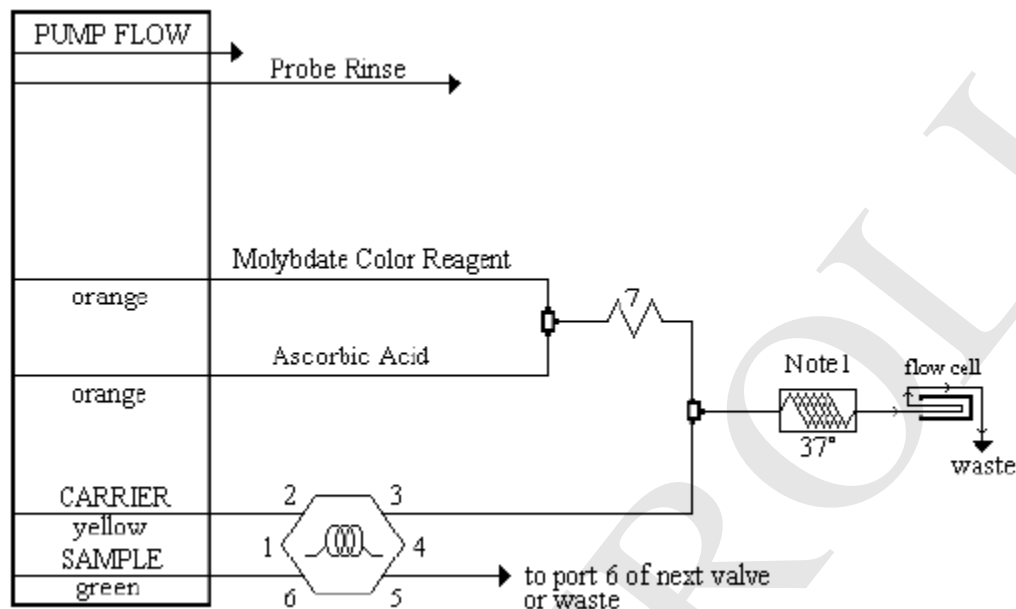 PUMP FLOW
Probe Rinse
Molybdate Color Reagent
orange
7
Ascorbic Acid
orange
Note1
flow cell
37°
waste
CARRIER
yellow
2
3
1
4
SAMPLE
green
6
5
to port 6 of next valve
or waste
ROLL